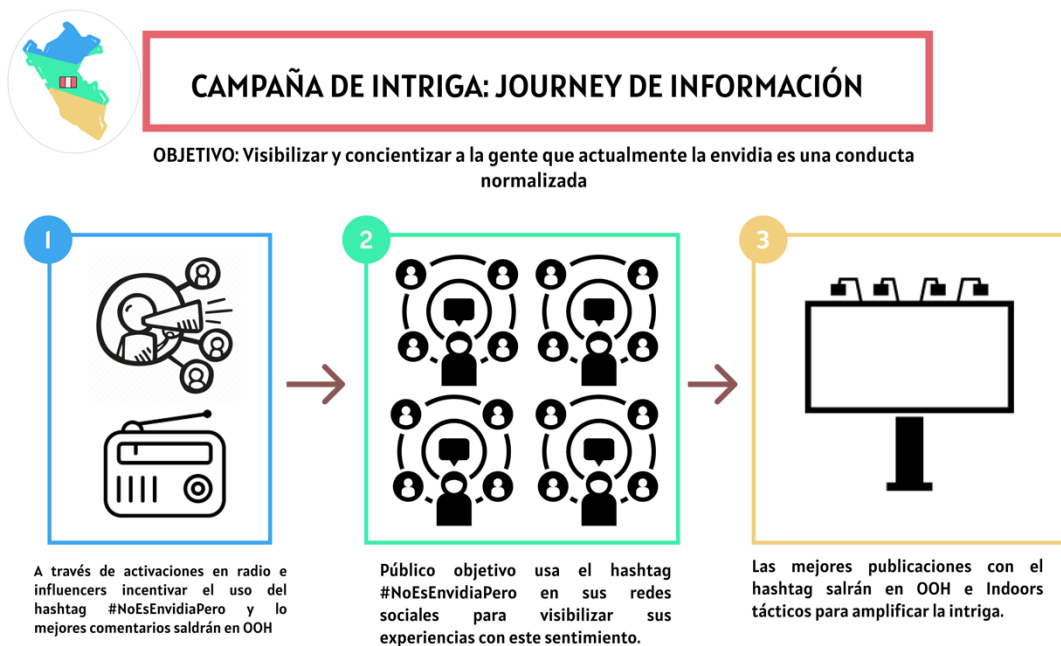 CAMPAÑA DE INTRIGA: JOURNEY DE INFORMACIÓN
OBJETIVO: Visibilizar y concientizar a la gente que actualmente la envidia es una conducta
normalizada
1
2
3
A través de activaciones en radio e
influencers incentivar el uso del
hashtag #NoEsEnvidiaPero y lo
mejores comentarios saldrán en OOH
Público objetivo usa el hashtag
#NoEsEnvidiaPero en sus redes
sociales para visibilizar sus
experiencias con este sentimiento.
Las mejores publicaciones con el
hashtag salrán en OOH e Indoors
tácticos para amplificar la intriga.